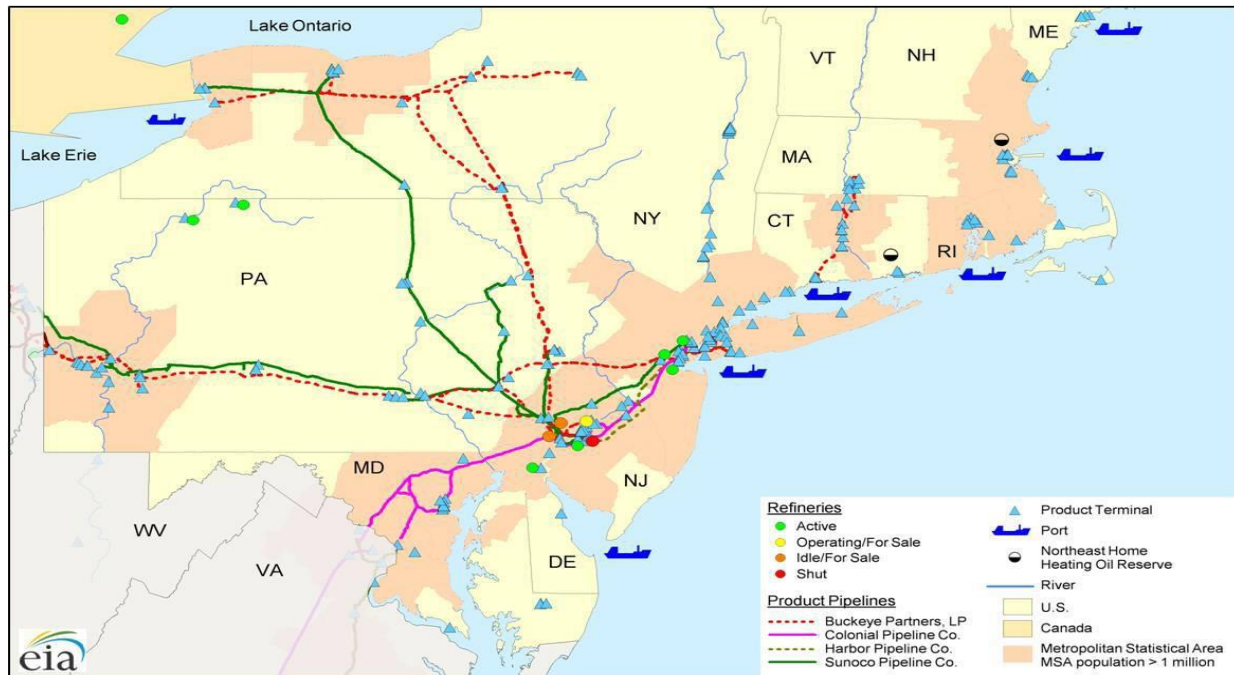 Lake Ontario
Lake Erie
ME
VT
NH
MA
NY
CT
RI
PA
MD
NJ
WV
VA
DE
eia
Refineries
Active
Operating/For Sale
Idle/For Sale
Shut
Product Pipelines
Buckeye Partners, LP
Colonial Pipeline Co.
Harbor Pipeline Co.
Sunoco Pipeline Co.
Product Terminal
Port
Northeast Home
Heating Oil Reserve
River
U.S.
Canada
Metropolitan Statistical Area
MSA population > 1 million